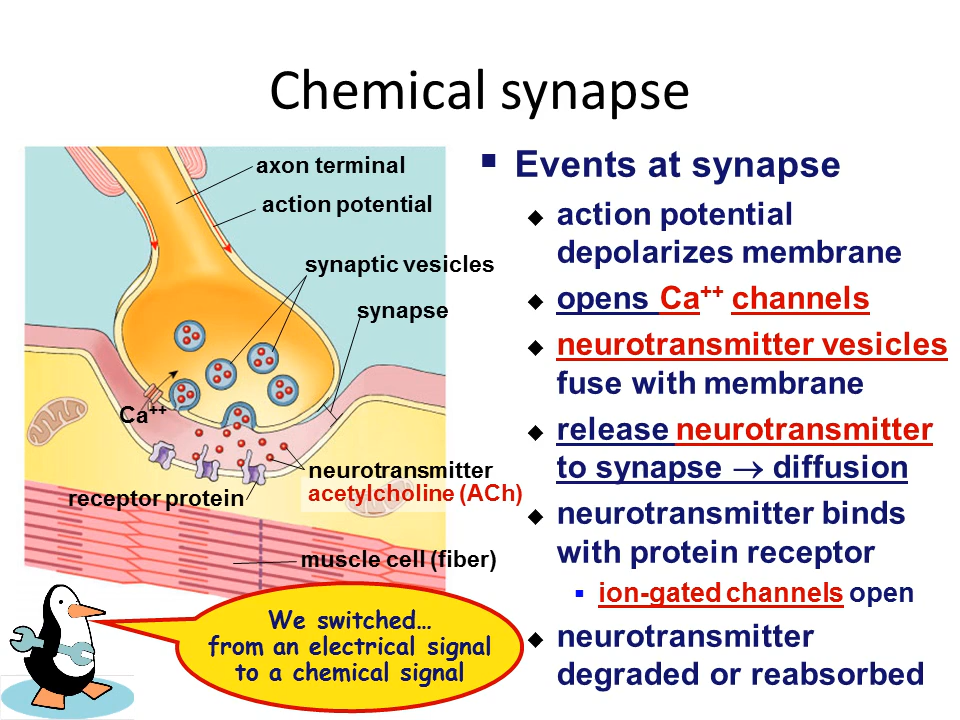 Chemical synapse
axon terminal
action potential
synaptic vesicles
synapse
Ca++
neurotransmitter
acetylcholine (ACh)
receptor protein
muscle cell (fiber)
We switched…
from an electrical signal
to a chemical signal
▪ Events at synapse
◆ action potential
depolarizes membrane
◆ opens Ca++ channels
◆ neurotransmitter vesicles
fuse with membrane
◆ release neurotransmitter
to synapse → diffusion
◆ neurotransmitter binds
with protein receptor
▪ ion-gated channels open
◆ neurotransmitter
degraded or reabsorbed